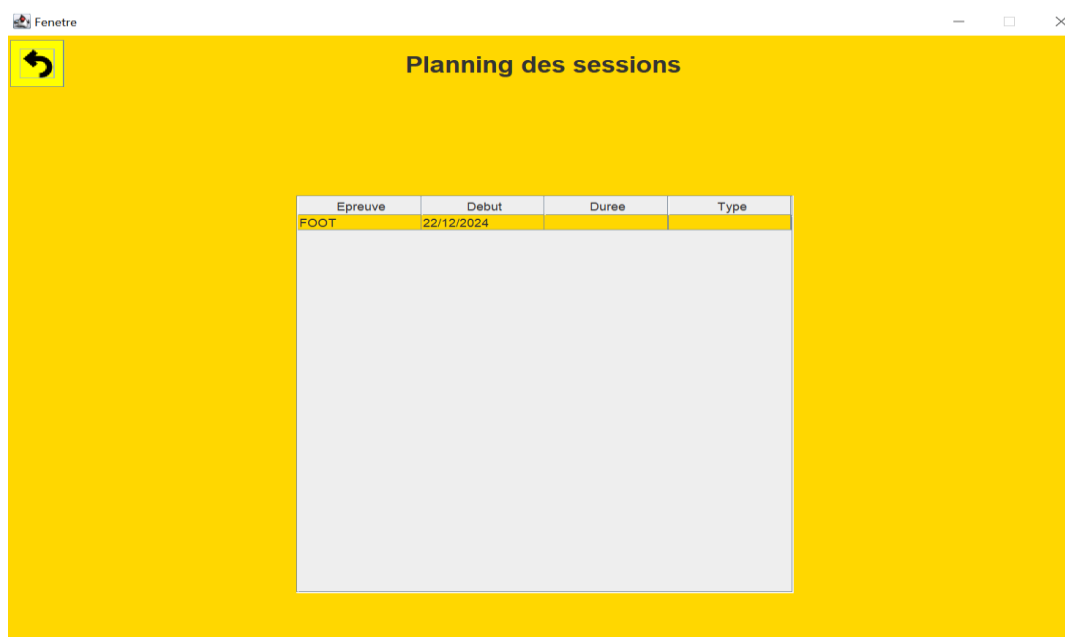 Fenetre
Planning des sessions
Epreuve Debut Duree Type
FOOT 22/12/2024